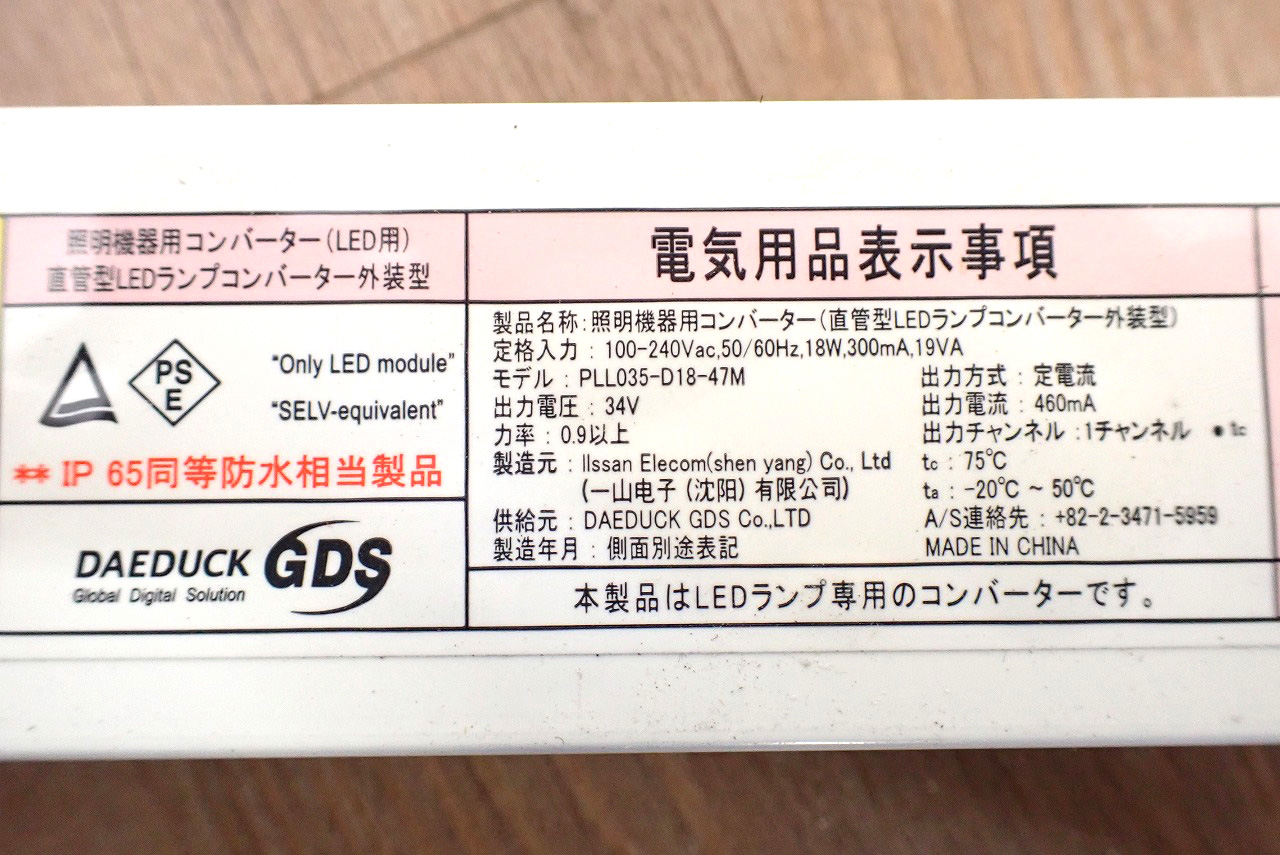 照明機器用コンバーター(LED用)
直管型LEDランプコンバーター外装型
PS
E
"Only LED module"
"SELV-equivalent"
** IP 65同等防水相当製品
DAEDUCK GDS
Global Digital Solution
電気用品表示事項
製品名称:照明機器用コンバーター(直管型LEDランプコンバーター外装型)
定格入力 : 100-240Vac,50/60Hz,18W,300mA,19VA
モデル : PLL035-D18-47M
出力電圧 : 34V
力率 : 0.9以上
製造元 : Ilssan Elecom(shen yang) Co., Ltd
(一山电子 (沈阳) 有限公司)
供給元 : DAEDUCK GDS Co.,LTD
製造年月 : 側面別途表記
出力方式 : 定電流
出力電流 : 460mA
出力チャンネル :1チャンネル
● tc
tc : 75℃
ta : -20℃ ~ 50℃
A/S連絡先 : +82-2-3471-5959
MADE IN CHINA
本製品はLEDランプ専用のコンバーターです。